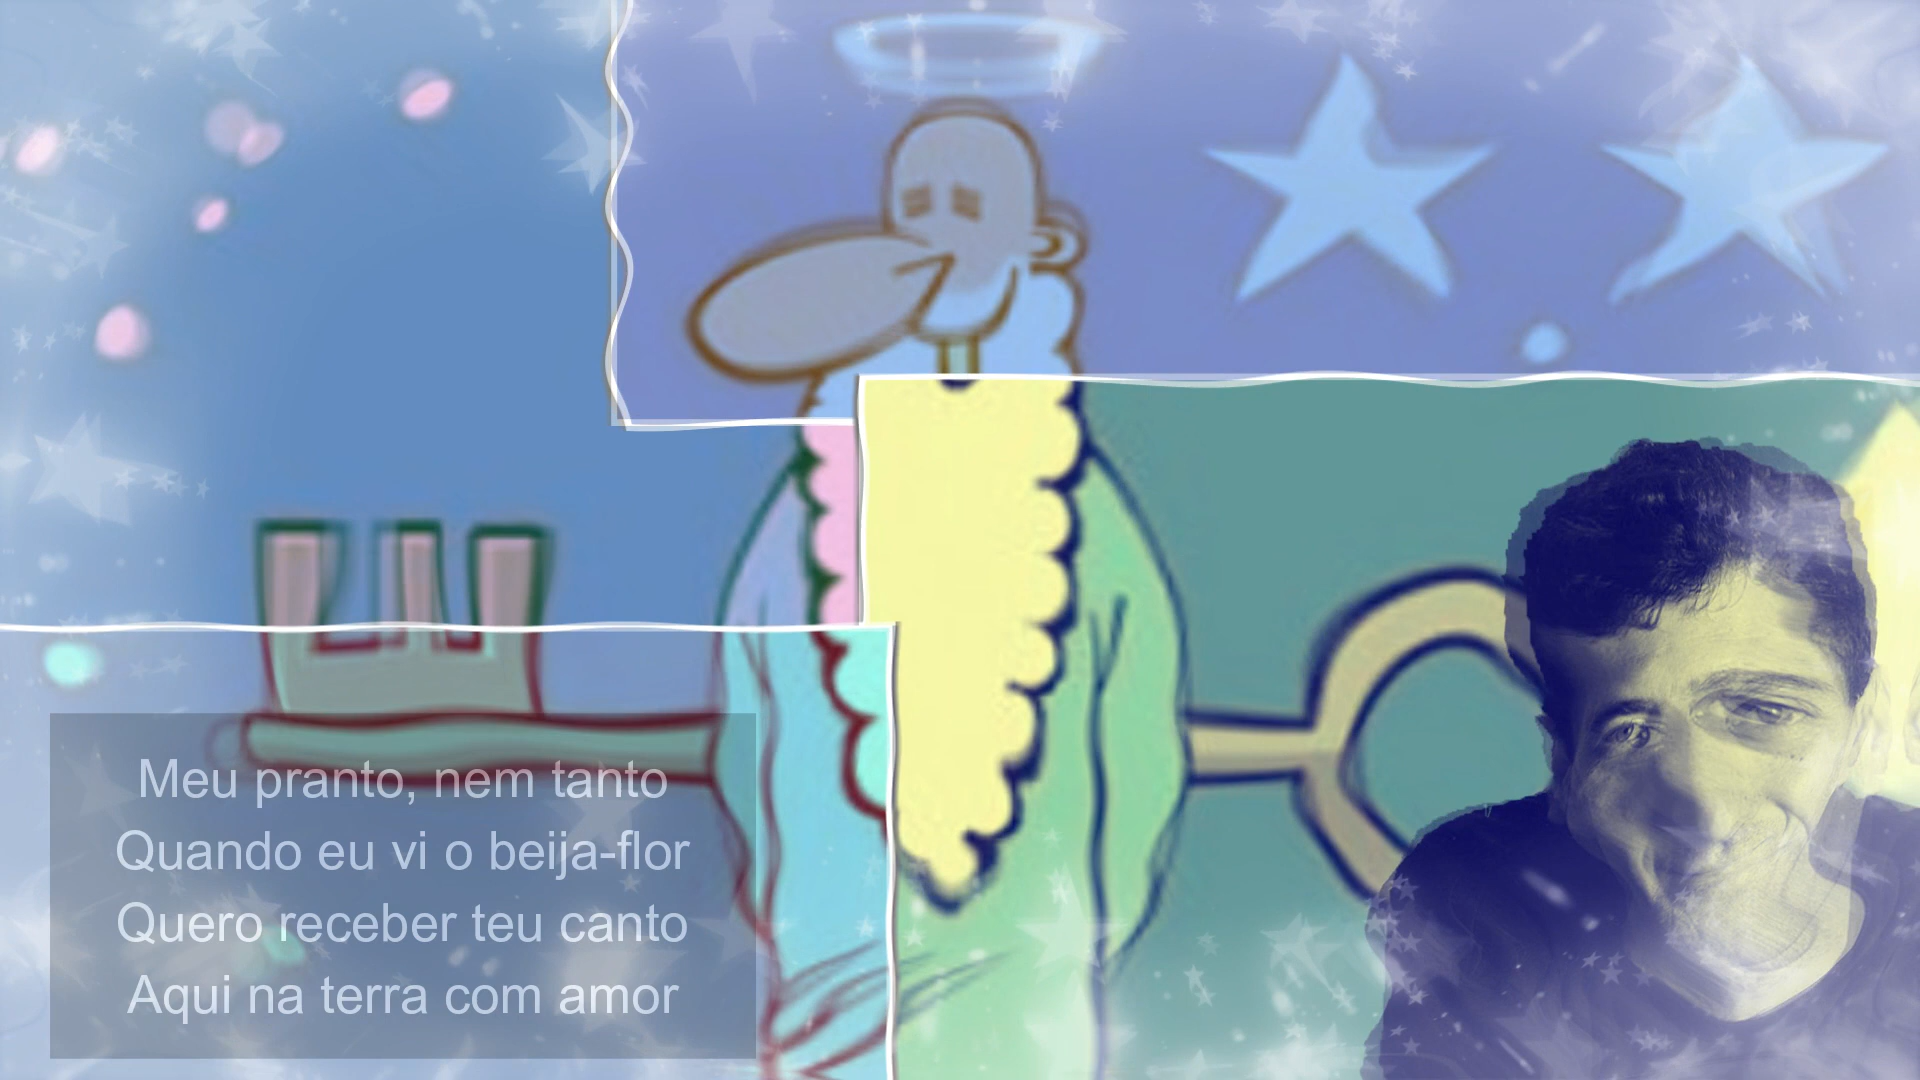 Meu pranto, nem tanto
Quando eu vi o beija-flor
Quero receber teu canto
Aqui na terra com amor